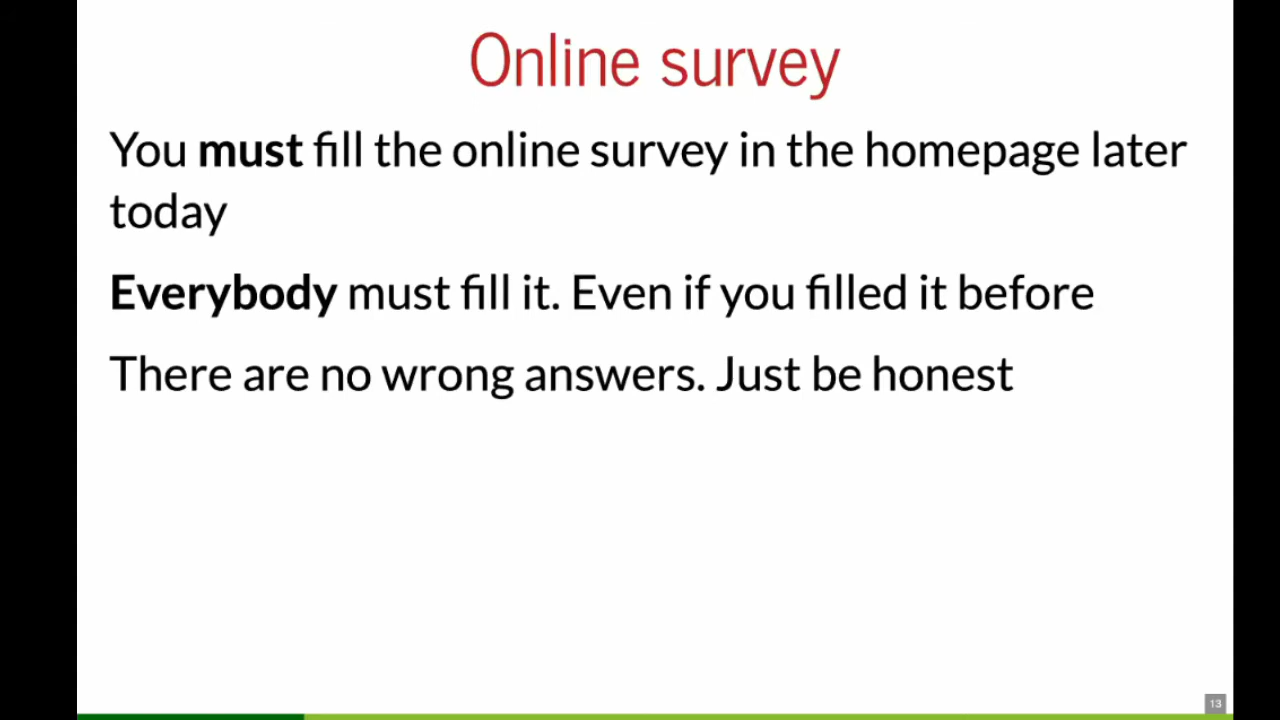 Online survey
You must fill the online survey in the homepage later
today
Everybody must fill it. Even if you filled it before
There are no wrong answers. Just be honest
13